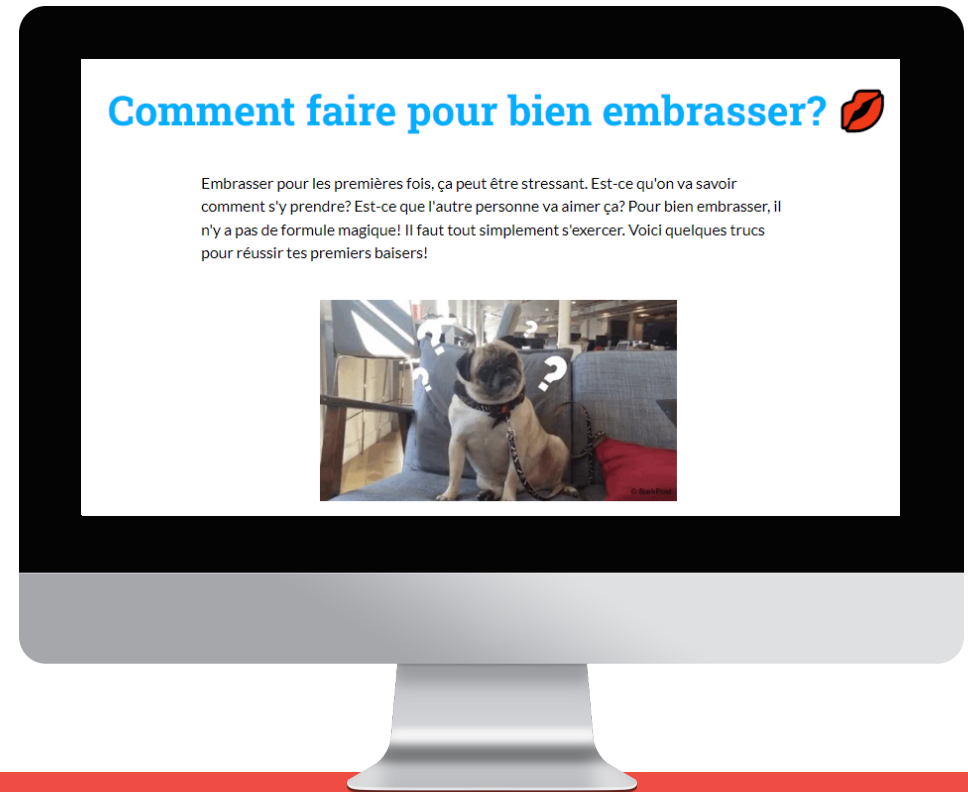 Comment faire pour bien embrasser?
Embrasser pour les premières fois, ça peut être stressant. Est-ce qu'on va savoir
comment s'y prendre? Est-ce que l'autre personne va aimer ça? Pour bien embrasser, il
n'y a pas de formule magique! Il faut tout simplement s'exercer. Voici quelques trucs
pour réussir tes premiers baisers!
? ? ? ?